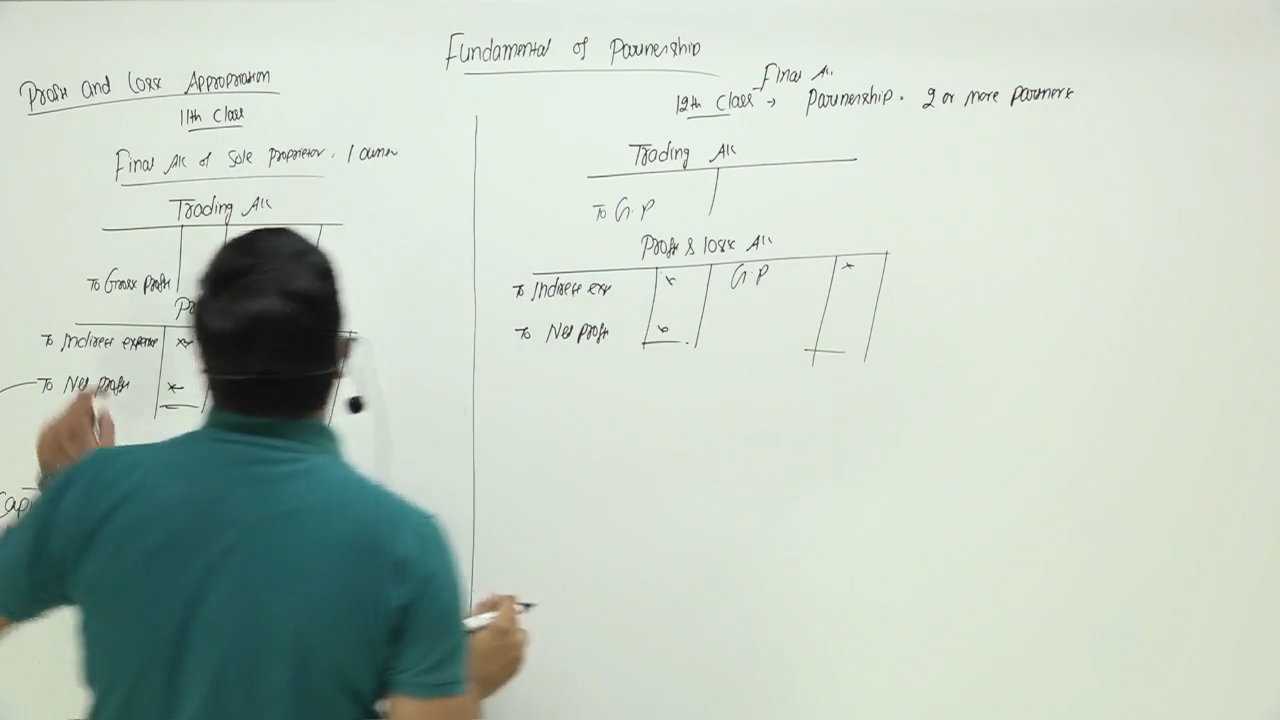 Fundamental of Partnership
Profit and Loss Appropriation
11th Class
Final A/c of Sole Proprietor. 1 owner
Trading A/c
To Gross profit
To Indirect expense
To Net profit
Final A/c
12th Class → Partnership. 2 or more partners
Trading A/c
To G.P
Profit & loss A/c
To Indirect exp
G.P
To Net profit